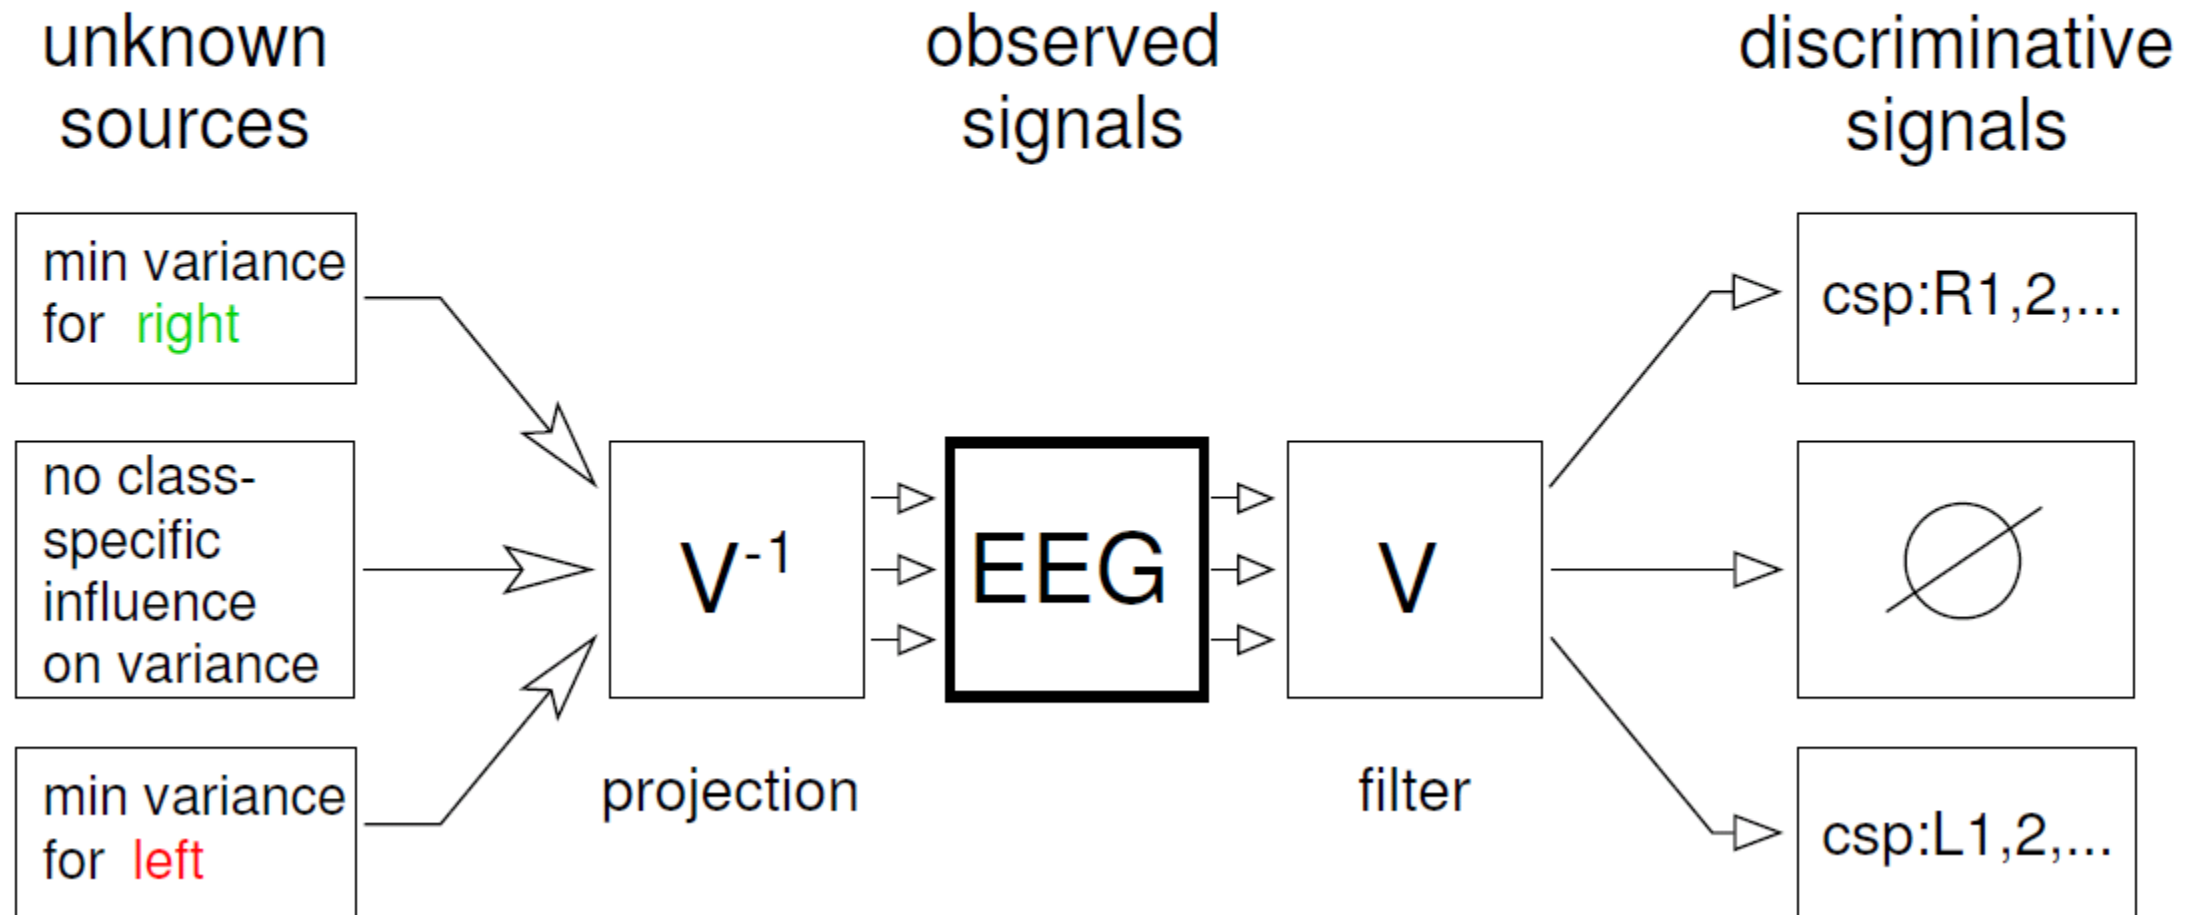 unknown
sources
observed
signals
discriminative
signals
min variance
for right
no class-
specific
influence
on variance
min variance
for left
V-1
projection
EEG
V
filter
csp:R1,2,...
csp:L1,2,...